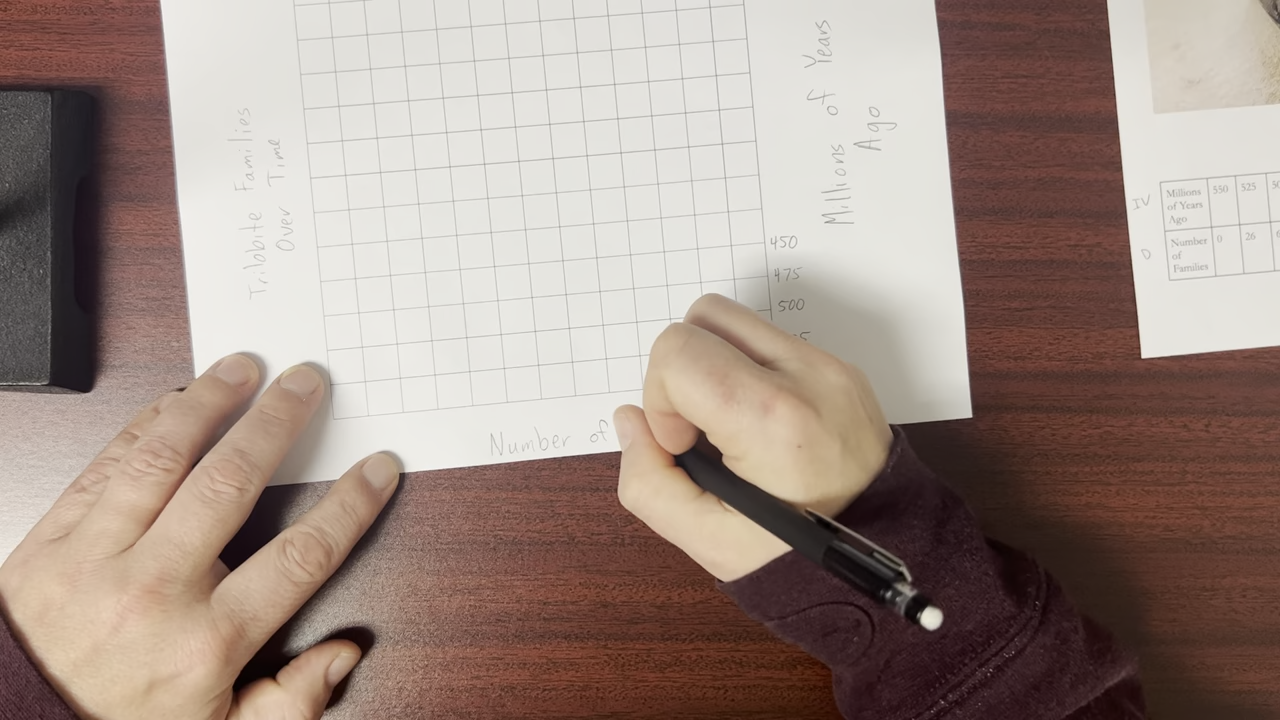 Trilobite Families
Over Time
Millions of Years
Ago
450
475
500
Number of
IV
Millions
of Years
Ago
550
525
Number
of
Families
0
26